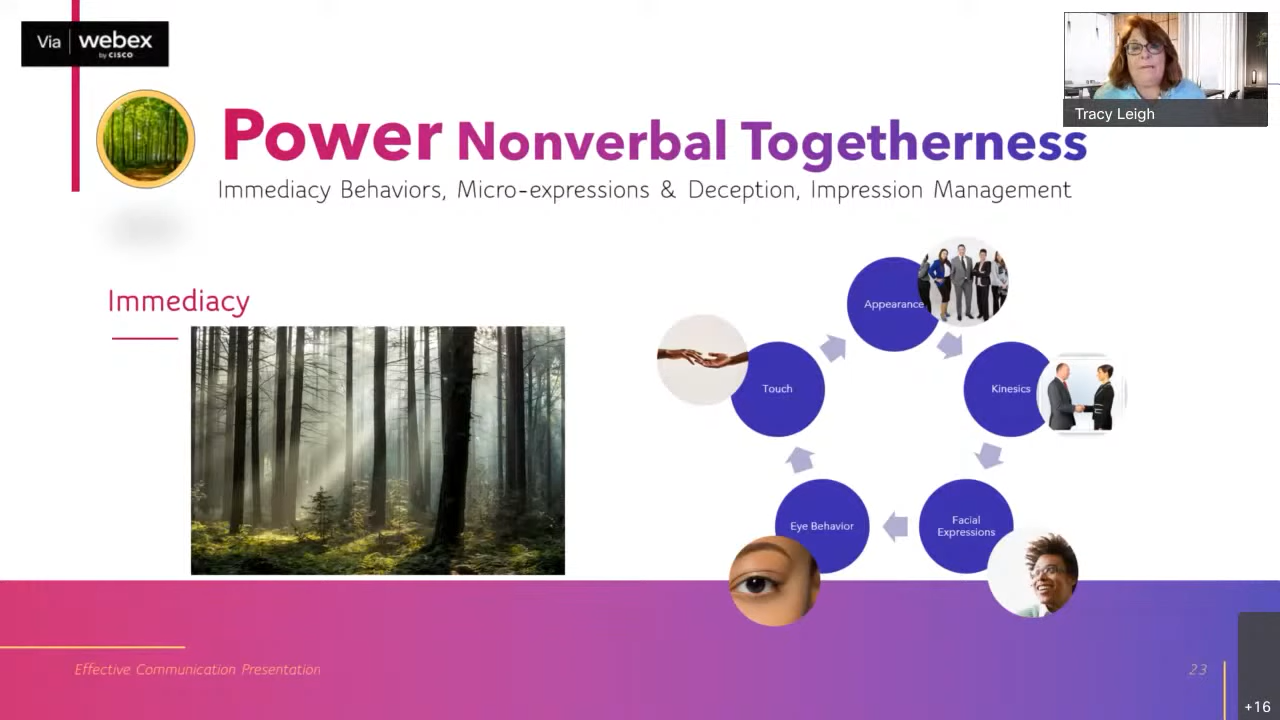 Via webex
by CISCO
Tracy Leigh
Power Nonverbal Togetherness
Immediacy Behaviors, Micro-expressions & Deception, Impression Management
Immediacy
Appearance
Touch
Kinesics
Eye Behavior
Facial
Expressions
Effective Communication Presentation
23
+16